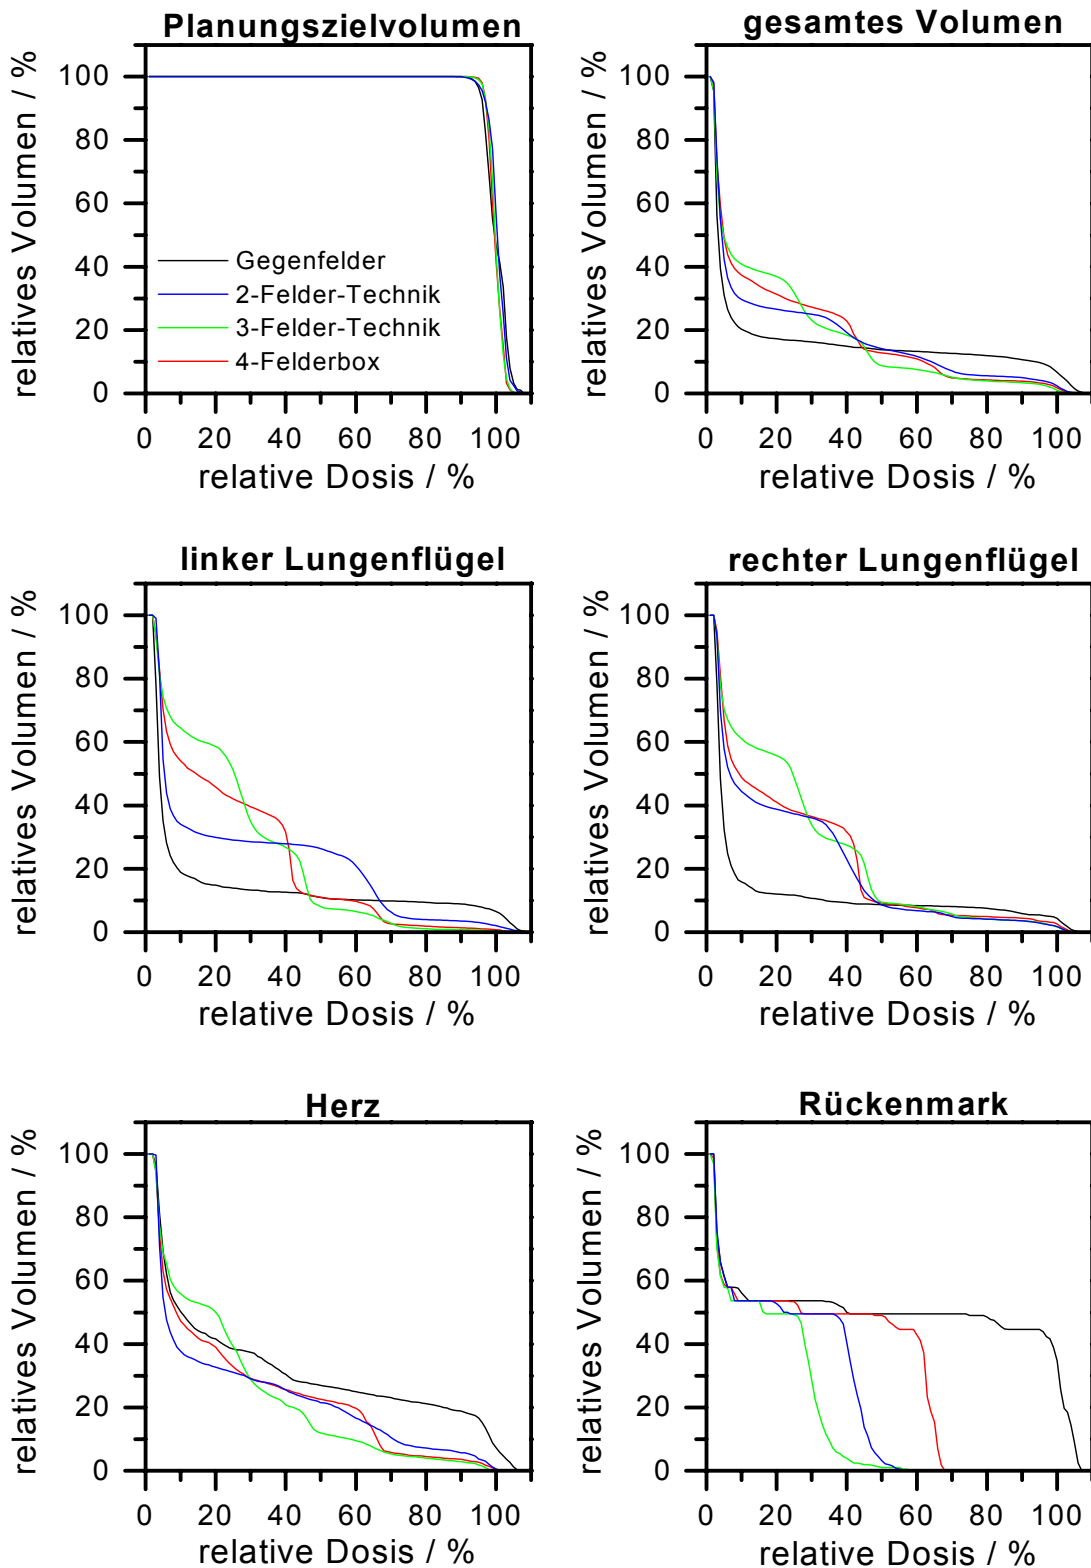 Planungszielvolumen
gesamtes Volumen
relatives Volumen / %
100
80
60
40
20
0
Gegenfelder
2-Felder-Technik
3-Felder-Technik
4-Felderbox
0 20 40 60 80 100
relative Dosis / %
relatives Volumen / %
100
80
60
40
20
0
0 20 40 60 80 100
relative Dosis / %
linker Lungenflügel
rechter Lungenflügel
relatives Volumen / %
100
80
60
40
20
0
0 20 40 60 80 100
relative Dosis / %
relatives Volumen / %
100
80
60
40
20
0
0 20 40 60 80 100
relative Dosis / %
Herz
Rückenmark
relatives Volumen / %
100
80
60
40
20
0
0 20 40 60 80 100
relative Dosis / %
relatives Volumen / %
100
80
60
40
20
0
0 20 40 60 80 100
relative Dosis / %